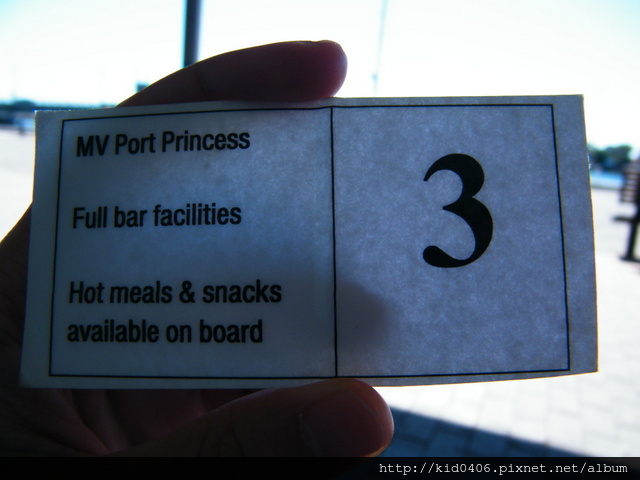 MV Port Princess
Full bar facilities
Hot meals & snacks
available on board
3
http://kid0406.pixnet.net/album